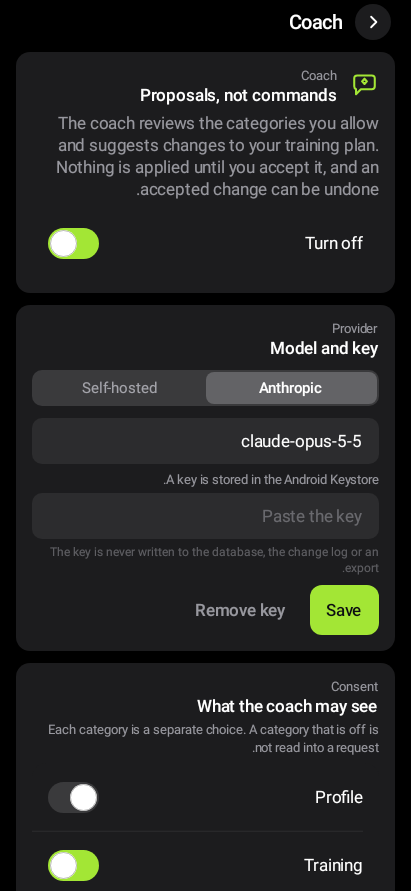 Coach
Coach
Proposals, not commands
The coach reviews the categories you allow
and suggests changes to your training plan.
Nothing is applied until you accept it, and an
.accepted change can be undone
Turn off
Provider
Model and key
Self-hosted
Anthropic
claude-opus-5-5
.A key is stored in the Android Keystore
Paste the key
The key is never written to the database, the change log or an
.export
Remove key
Save
Consent
What the coach may see
Each category is a separate choice. A category that is off is
.not read into a request
Profile
Training